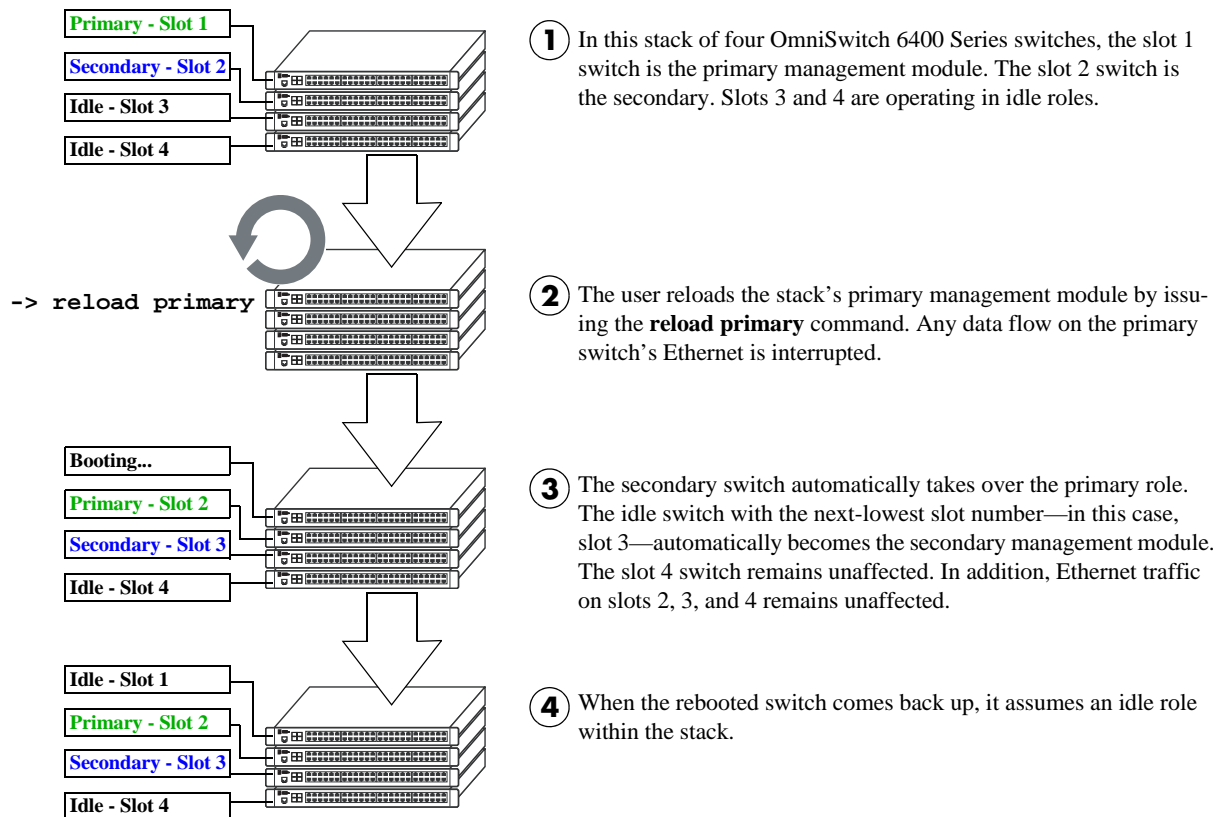 Primary - Slot 1
Secondary - Slot 2
Idle - Slot 3
Idle - Slot 4
1
In this stack of four OmniSwitch 6400 Series switches, the slot 1
switch is the primary management module. The slot 2 switch is
the secondary. Slots 3 and 4 are operating in idle roles.
-> reload primary
2
The user reloads the stack’s primary management module by issu-
ing the reload primary command. Any data flow on the primary
switch’s Ethernet is interrupted.
Booting...
Primary - Slot 2
Secondary - Slot 3
Idle - Slot 4
3
The secondary switch automatically takes over the primary role.
The idle switch with the next-lowest slot number—in this case,
slot 3—automatically becomes the secondary management module.
The slot 4 switch remains unaffected. In addition, Ethernet traffic
on slots 2, 3, and 4 remains unaffected.
Idle - Slot 1
Primary - Slot 2
Secondary - Slot 3
Idle - Slot 4
4
When the rebooted switch comes back up, it assumes an idle role
within the stack.